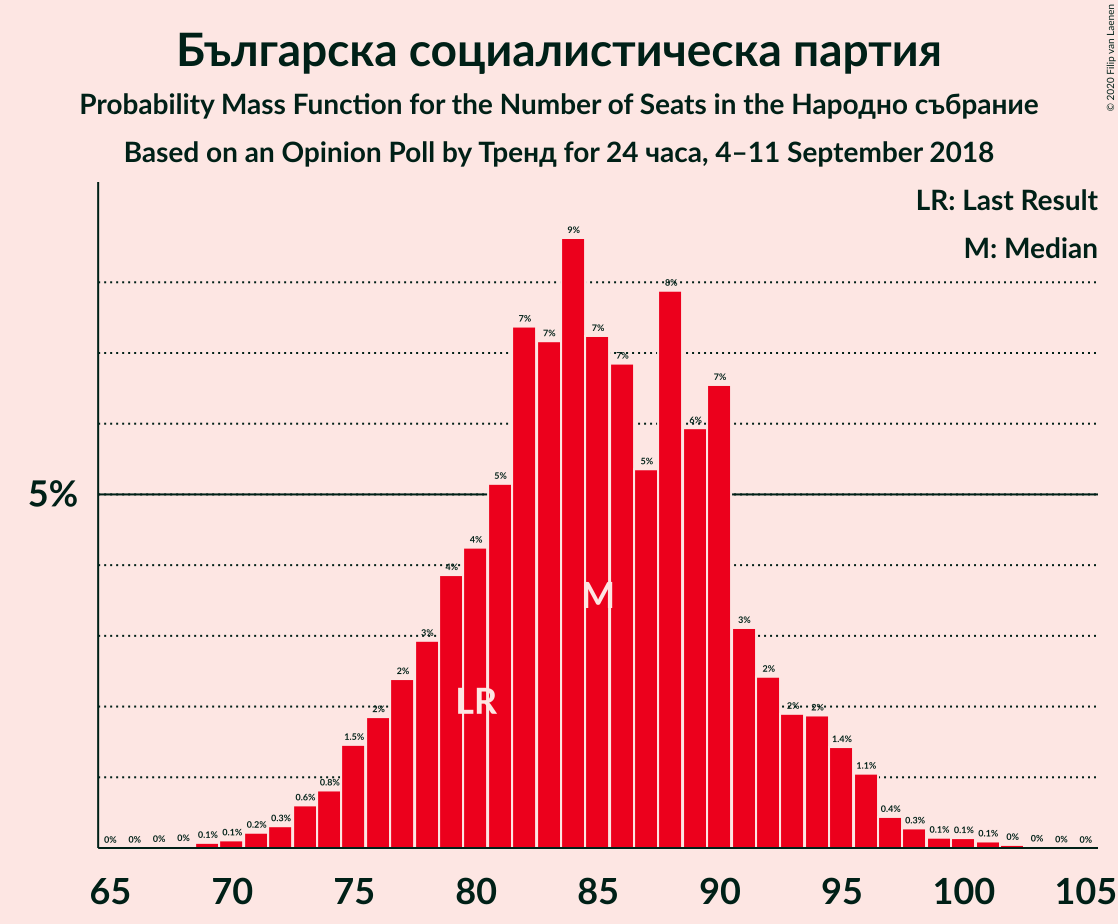 Българска социалистическа партия
Probability Mass Function for the Number of Seats in the Народно събрание
Based on an Opinion Poll by Тренд for 24 часа, 4–11 September 2018
© 2020 Filip van Laenen
LR: Last Result
M: Median
5%
0% 0% 0% 0% 0.1% 0.1% 0.2% 0.3% 0.6% 0.8% 1.5% 2% 2% 3% 4% 4% 5% 7% 7% 9% 7% 7% 5% 8% 6% 7% 3% 2% 2% 2% 1.4% 1.1% 0.4% 0.3% 0.1% 0.1% 0.1% 0% 0% 0% 0%
M
LR
65 70 75 80 85 90 95 100 105